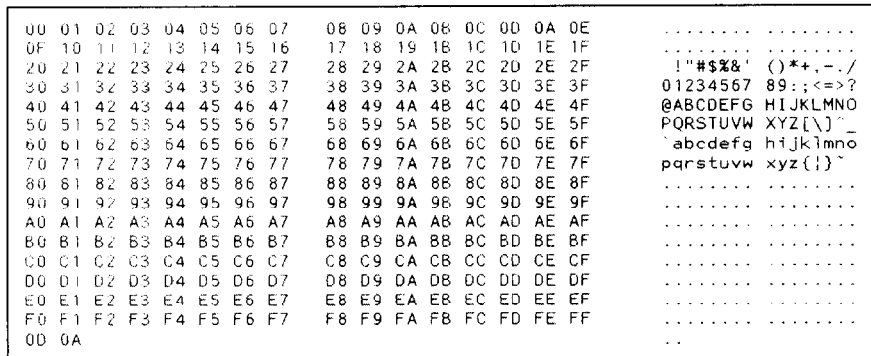 00 01 02 03 04 05 06 07 08 09 0A 0B 0C 0D 0A 0E ........ ........
0F 10 11 12 13 14 15 16 17 18 19 1B 1C 1D 1E 1F ........ ........
20 21 22 23 24 25 26 27 28 29 2A 2B 2C 2D 2E 2F !"#$%&' ()*+,-./
30 31 32 33 34 35 36 37 38 39 3A 3B 3C 3D 3E 3F 01234567 89:;<=>?
40 41 42 43 44 45 46 47 48 49 4A 4B 4C 4D 4E 4F @ABCDEFG HIJKLMNO
50 51 52 53 54 55 56 57 58 59 5A 5B 5C 5D 5E 5F PQRSTUVW XYZ[\]^_
60 61 62 63 64 65 66 67 68 69 6A 6B 6C 6D 6E 6F `abcdefg hijklmno
70 71 72 73 74 75 76 77 78 79 7A 7B 7C 7D 7E 7F pqrstuvw xyz{|}~
80 81 82 83 84 85 86 87 88 89 8A 8B 8C 8D 8E 8F ........ ........
90 91 92 93 94 95 96 97 98 99 9A 9B 9C 9D 9E 9F ........ ........
A0 A1 A2 A3 A4 A5 A6 A7 A8 A9 AA AB AC AD AE AF ........ ........
B0 B1 B2 B3 B4 B5 B6 B7 B8 B9 BA BB BC BD BE BF ........ ........
C0 C1 C2 C3 C4 C5 C6 C7 C8 C9 CA CB CC CD CE CF ........ ........
D0 D1 D2 D3 D4 D5 D6 D7 D8 D9 DA DB DC DD DE DF ........ ........
E0 E1 E2 E3 E4 E5 E6 E7 E8 E9 EA EB EC ED EE EF ........ ........
F0 F1 F2 F3 F4 F5 F6 F7 F8 F9 FA FB FC FD FE FF ........ ........
0D 0A ..